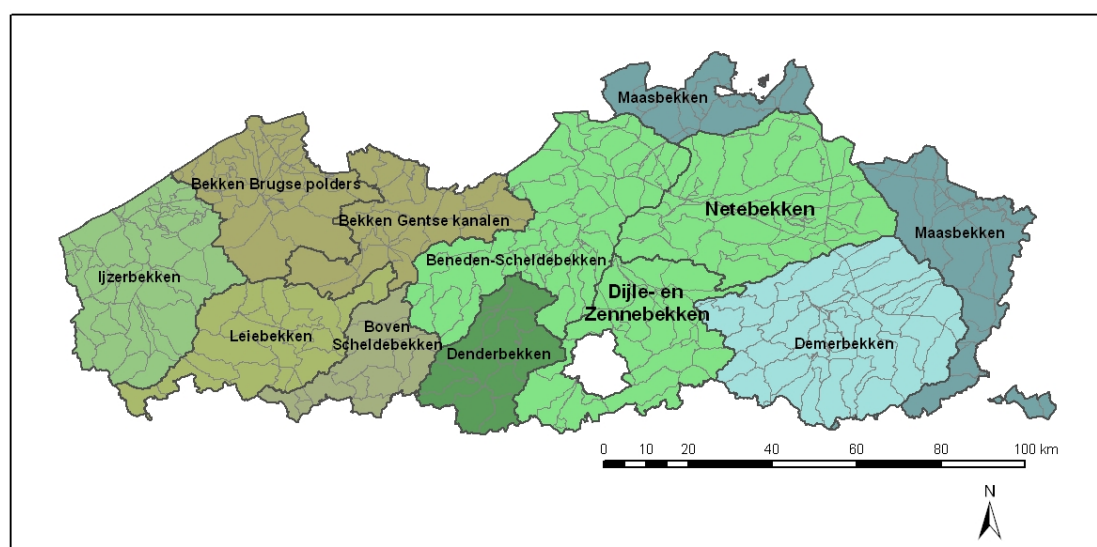 Maasbekken
Bekken Brugse polders
Bekken Gentse kanalen
Netebekken
Maasbekken
Beneden-Scheldebekken
Ijzerbekken
Dijle- en
Zennebekken
Leiebekken
Boven
Scheldebekken
Denderbekken
Demerbekken
0 10 20 40 60 80 100 km
N